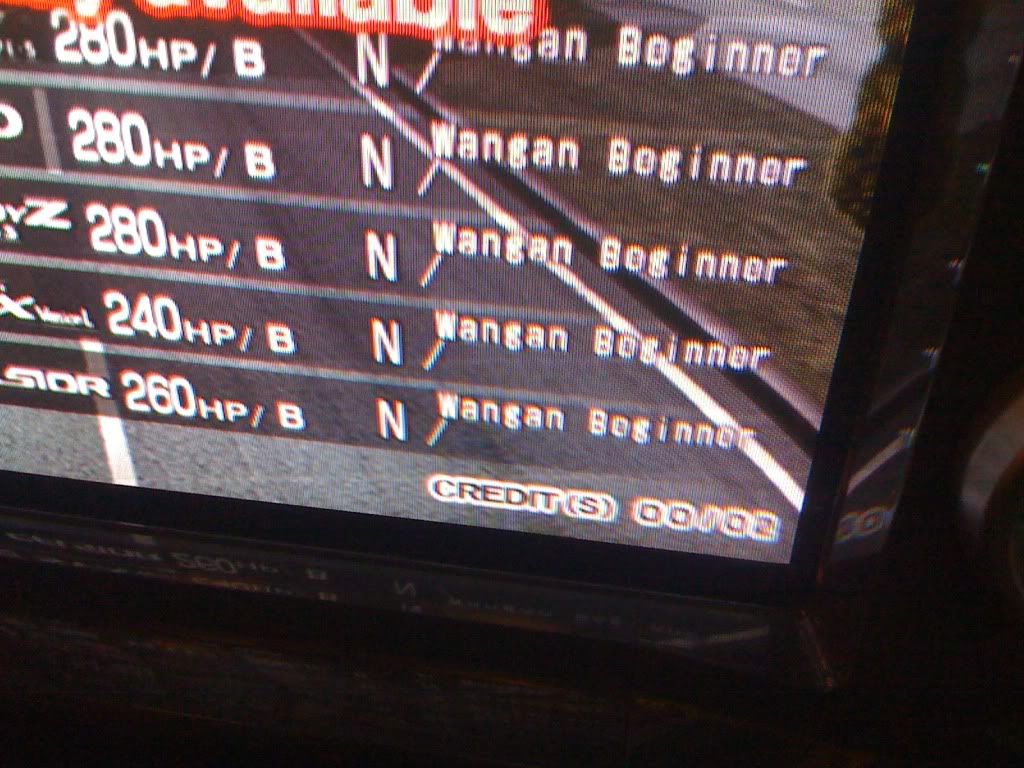 available
280HP/ B N / Wangan Beginner
280HP/ B N / Wangan Beginner
Z 280HP/ B N / Wangan Beginner
240HP/ B N / Wangan Beginner
LSIOR 260HP/ B N / Wangan Beginner
CREDIT(S) 00/03